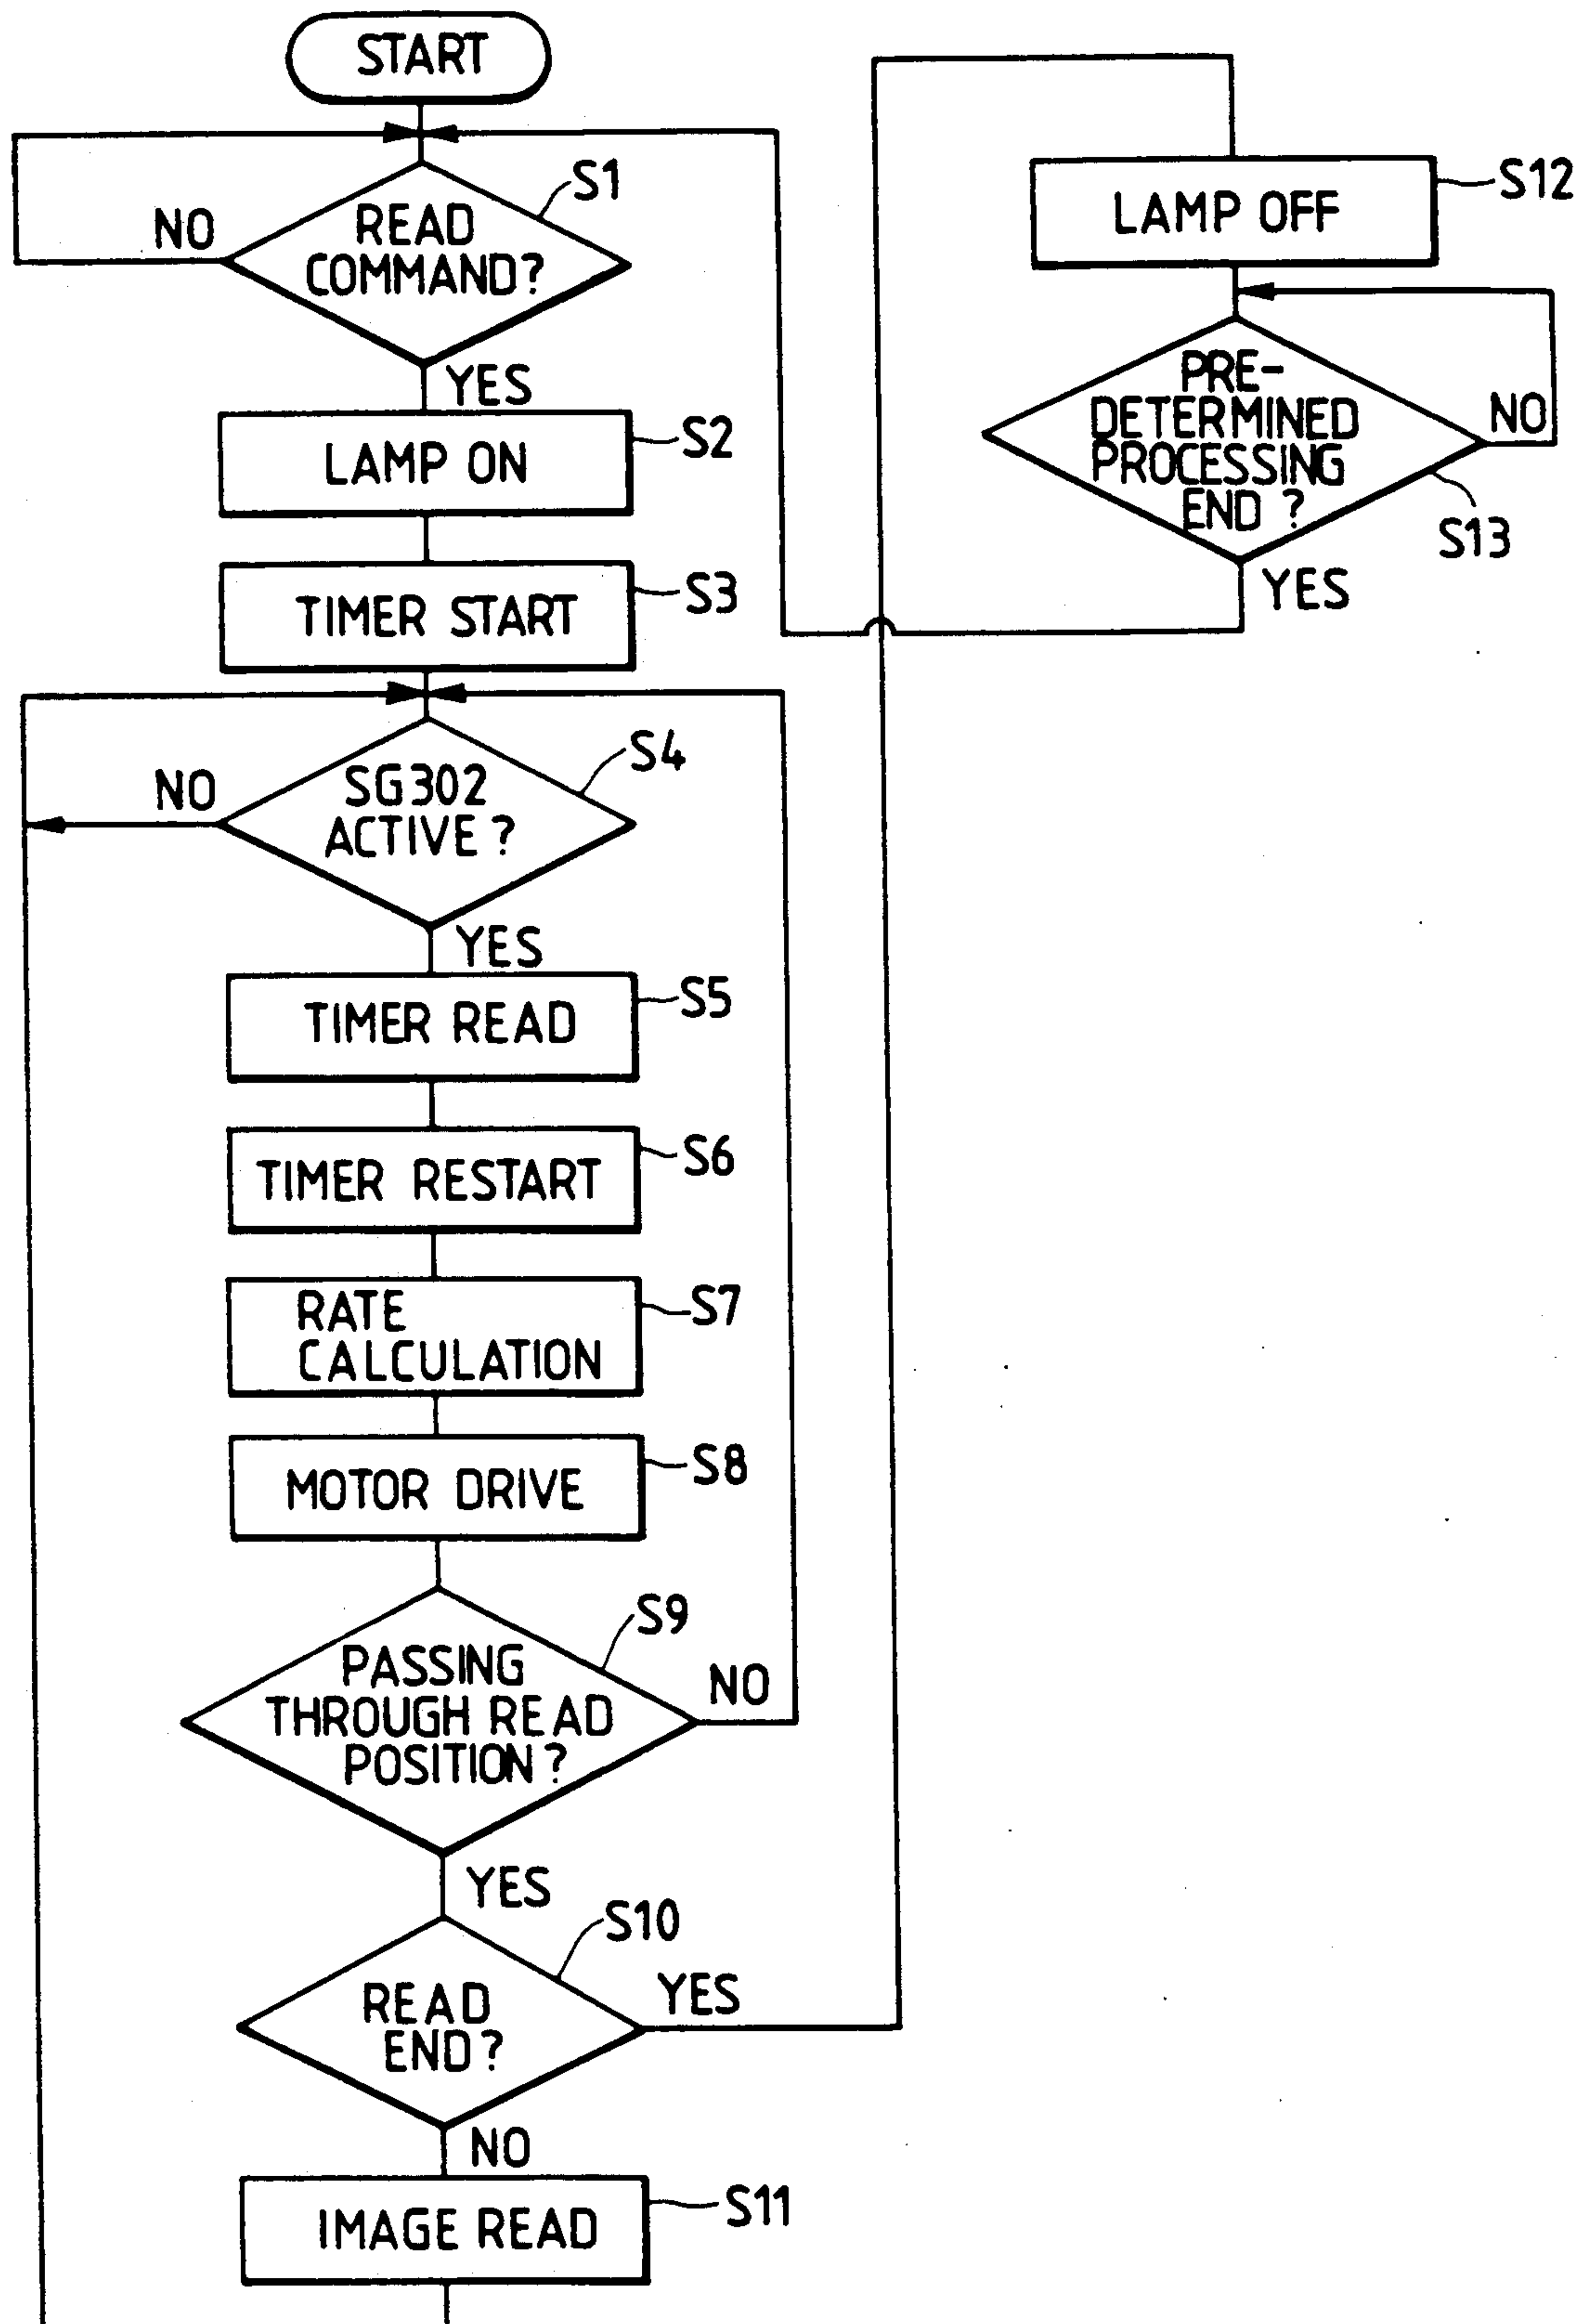 START
S1
NO
READ
COMMAND?
YES
S2
LAMP ON
S3
TIMER START
S4
NO
SG302
ACTIVE?
YES
S5
TIMER READ
S6
TIMER RESTART
S7
RATE
CALCULATION
S8
MOTOR DRIVE
S9
PASSING
THROUGH READ
POSITION?
NO
YES
S10
READ
END?
YES
NO
S11
IMAGE READ
S12
LAMP OFF
PRE-
DETERMINED
PROCESSING
END ?
NO
S13
YES